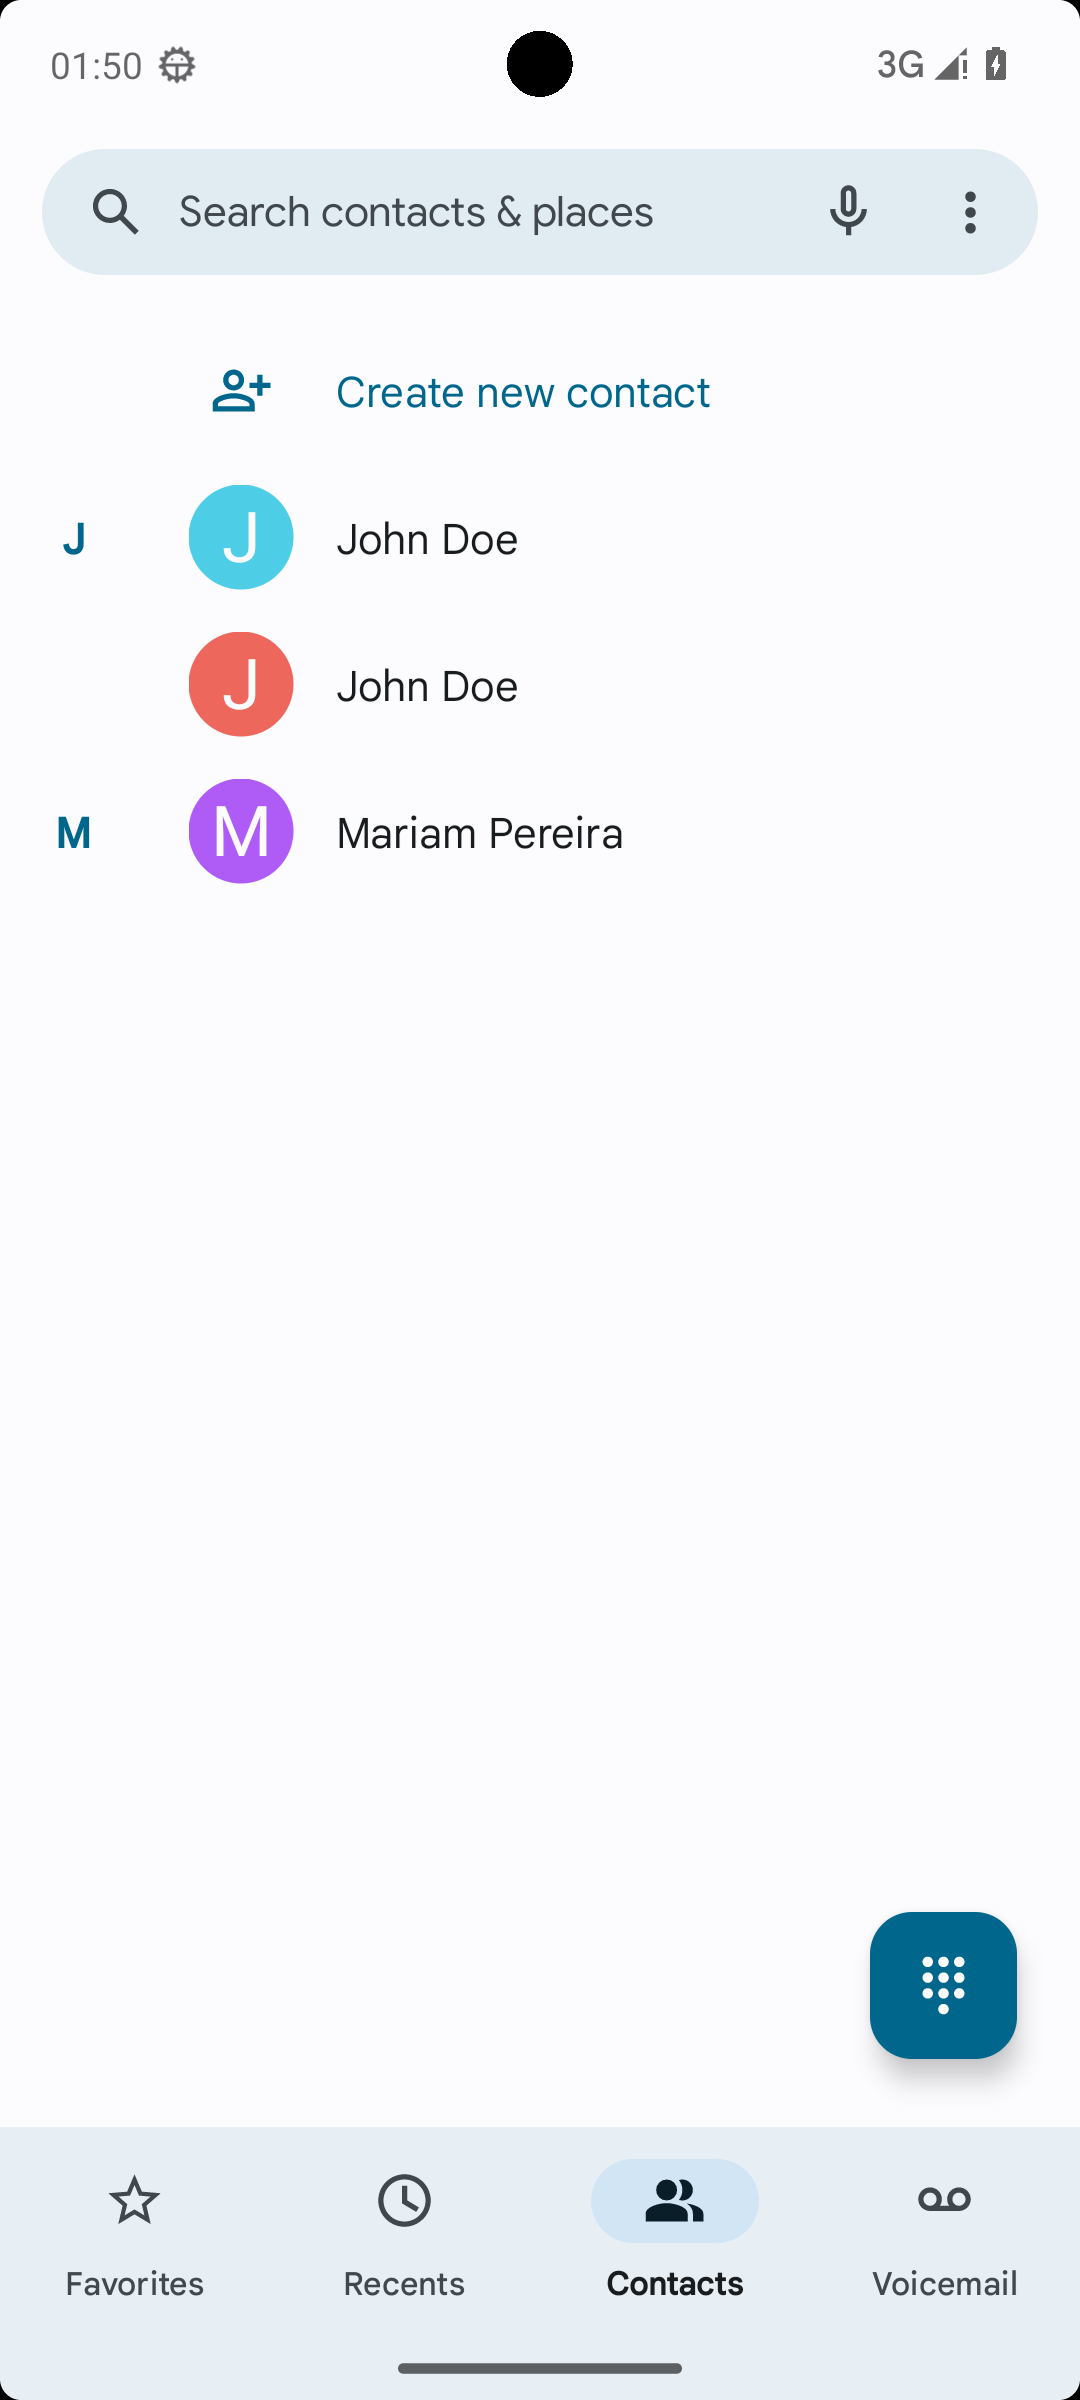 01:50
3G
Search contacts & places
Create new contact
J
J
John Doe
J
John Doe
M
M
Mariam Pereira
Favorites
Recents
Contacts
Voicemail